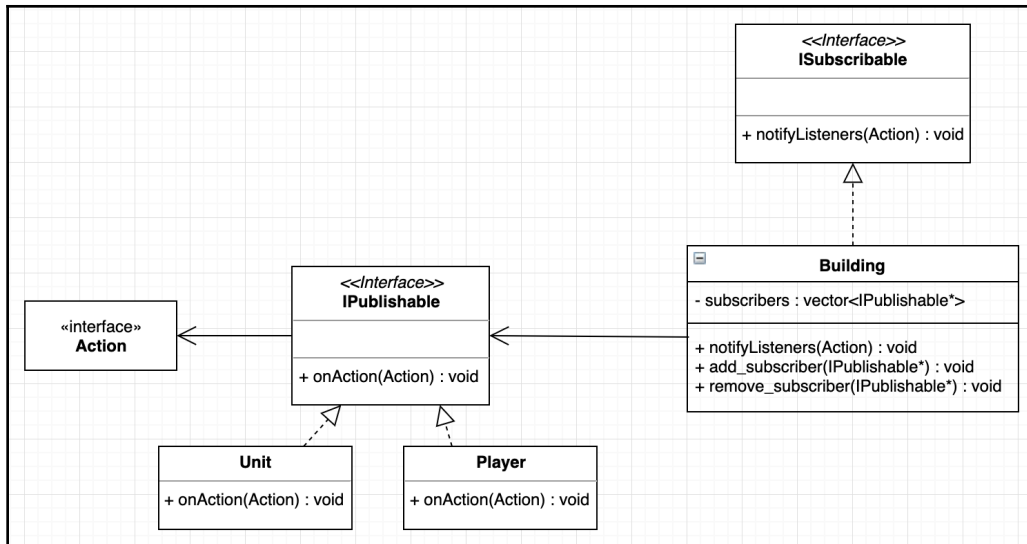 <<Interface>>
ISubscribable
+ notifyListeners(Action) : void
<<Interface>>
IPublishable
+ onAction(Action) : void
Building
- subscribers : vector<IPublishable*>
+ notifyListeners(Action) : void
+ add_subscriber(IPublishable*) : void
+ remove_subscriber(IPublishable*) : void
«interface»
Action
Unit
+ onAction(Action) : void
Player
+ onAction(Action) : void